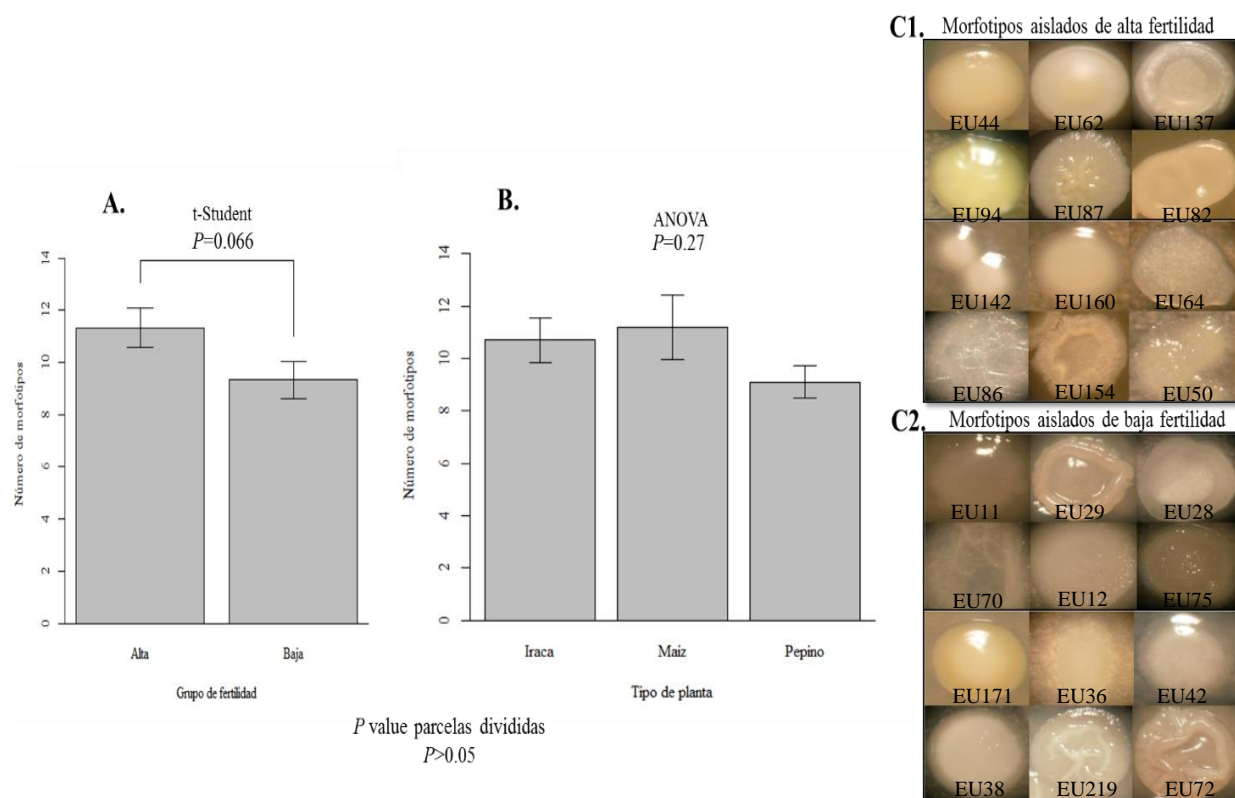 A.
t-Student
P=0.066
Número de morfotipos
0
2
4
6
8
10
12
14
Alta
Baja
Grupo de fertilidad
B.
ANOVA
P=0.27
Número de morfotipos
0
2
4
6
8
10
12
14
Iraca
Maiz
Pepino
Tipo de planta
P value parcelas divididas
P>0.05
C1. Morfotipos aislados de alta fertilidad
EU44 EU62 EU137
EU94 EU87 EU82
EU142 EU160 EU64
EU86 EU154 EU50
C2. Morfotipos aislados de baja fertilidad
EU11 EU29 EU28
EU70 EU12 EU75
EU171 EU36 EU42
EU38 EU219 EU72